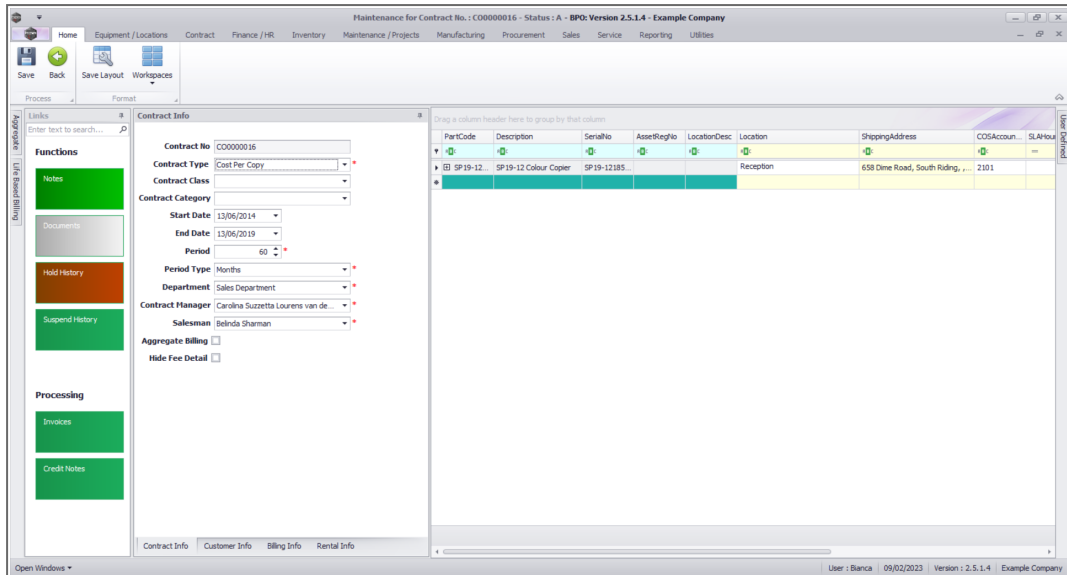 Maintenance for Contract No. : CO0000016 - Status : A - BPO: Version 2.5.1.4 - Example Company
Home Equipment / Locations Contract Finance / HR Inventory Maintenance / Projects Manufacturing Procurement Sales Service Reporting Utilities
Save Back Save Layout Workspaces
Process Format
Aggregate
Life Based Billing
Links
Enter text to search...
Functions
Notes
Documents
Hold History
Suspend History
Processing
Invoices
Credit Notes
Contract Info
Contract No CO0000016
Contract Type Cost Per Copy *
Contract Class
Contract Category
Start Date 13/06/2014
End Date 13/06/2019
Period 60 *
Period Type Months *
Department Sales Department *
Contract Manager Carolina Suzzetta Lourens van de... *
Salesman Belinda Sharman *
Aggregate Billing
Hide Fee Detail
Contract Info Customer Info Billing Info Rental Info
Drag a column header here to group by that column
PartCode Description SerialNo AssetRegNo LocationDesc Location ShippingAddress COSAccoun... SLAHour
SP19-12... SP19-12 Colour Copier SP19-12185... Reception 658 Dime Road, South Riding, ,... 2101
User Defined
Open Windows
User : Bianca 09/02/2023 Version : 2.5.1.4 Example Company